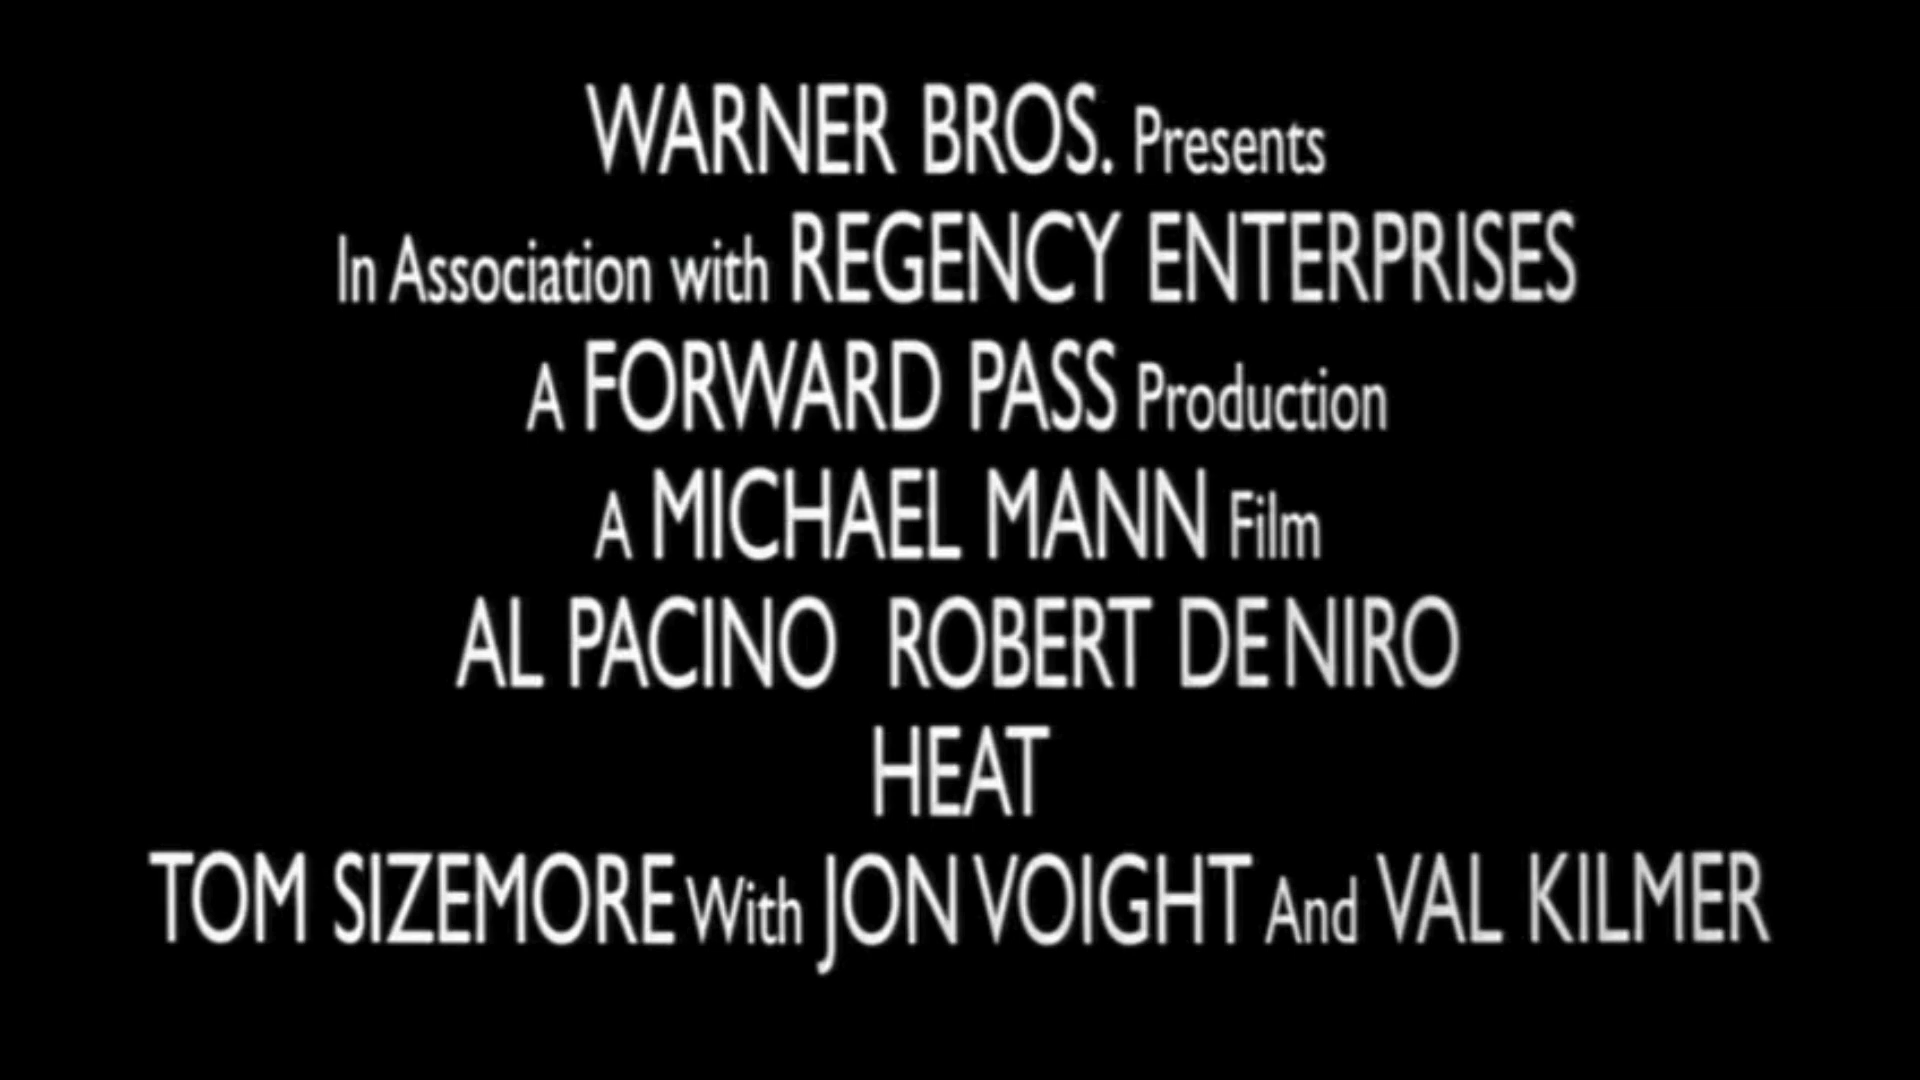 WARNER BROS. Presents
In Association with REGENCY ENTERPRISES
A FORWARD PASS Production
A MICHAEL MANN Film
AL PACINO ROBERT DE NIRO
HEAT
TOM SIZEMORE With JON VOIGHT And VAL KILMER